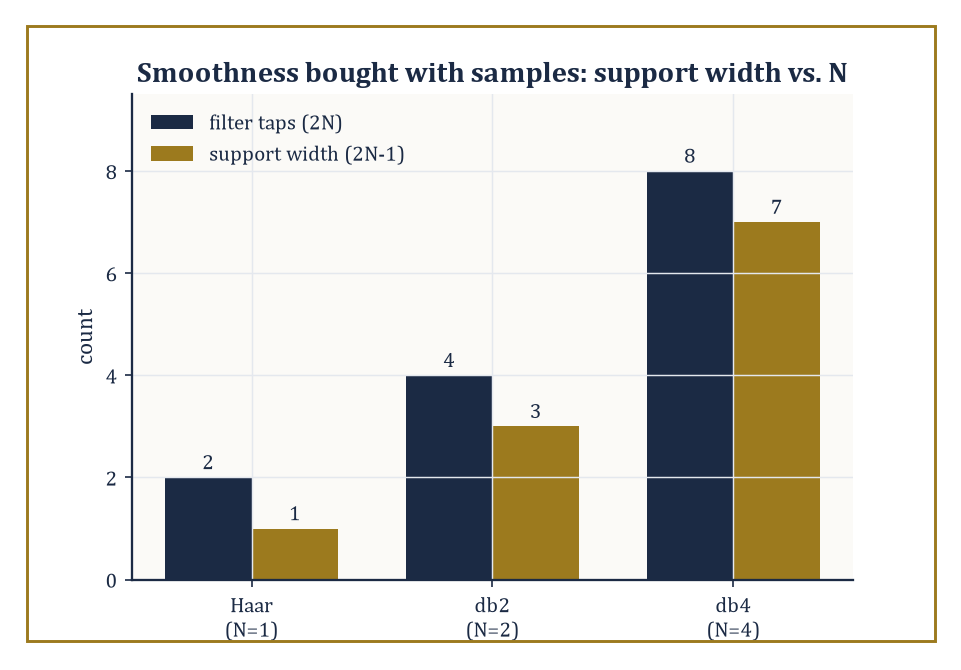 Smoothness bought with samples: support width vs. N
filter taps (2N)
support width (2N-1)
count
8
6
4
2
0
2
1
4
3
8
7
Haar
(N=1)
db2
(N=2)
db4
(N=4)